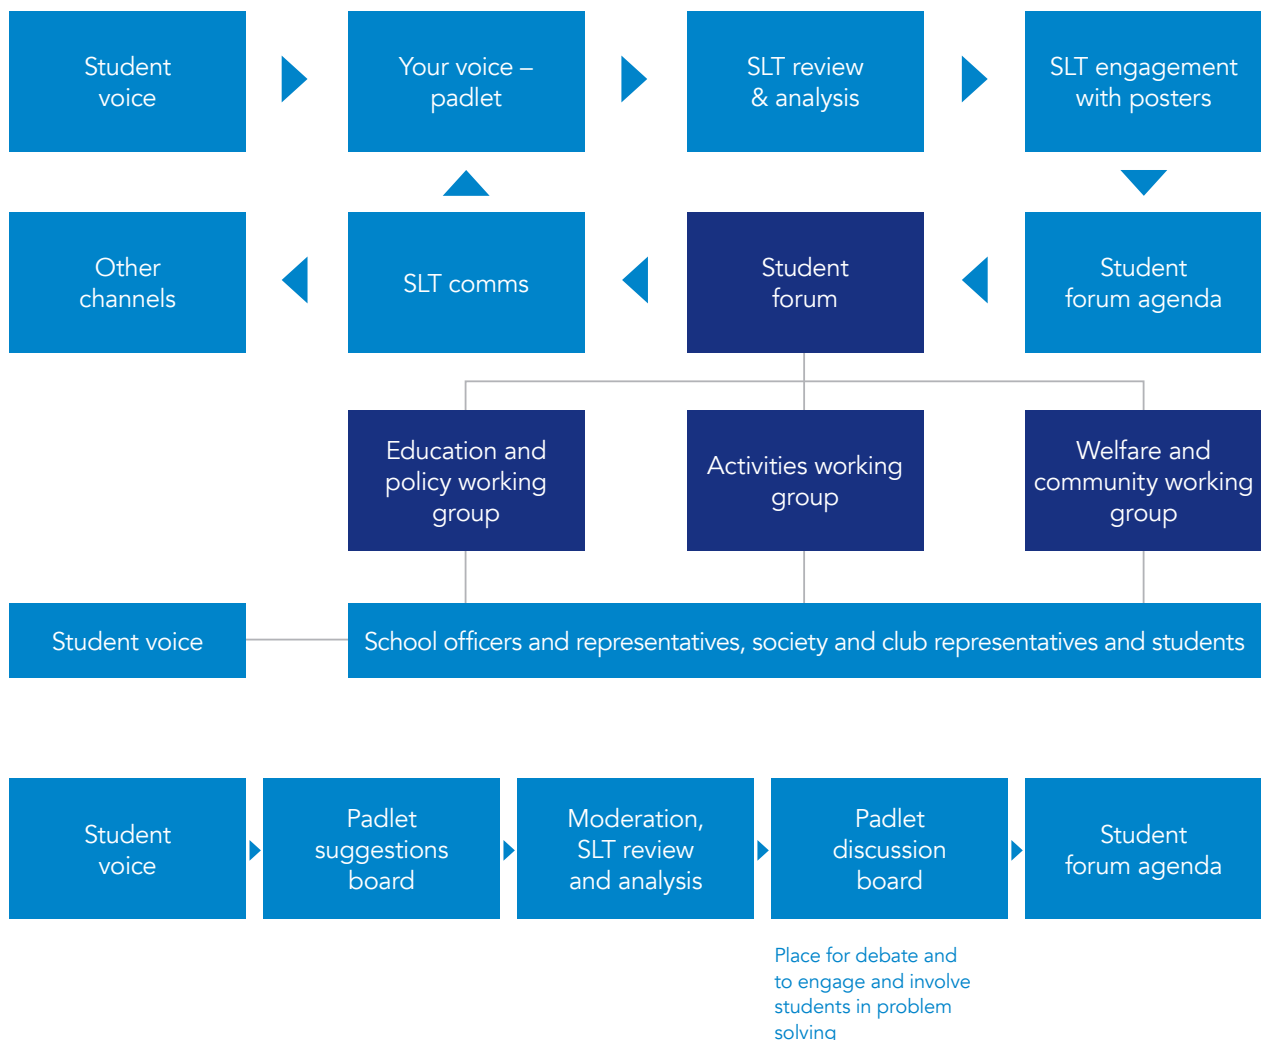 Student
voice
Your voice –
padlet
SLT review
& analysis
SLT engagement
with posters
Other
channels
SLT comms
Student
forum
Student
forum agenda
Education and
policy working
group
Activities working
group
Welfare and
community working
group
Student voice
School officers and representatives, society and club representatives and students
Student
voice
Padlet
suggestions
board
Moderation,
SLT review
and analysis
Padlet
discussion
board
Student
forum agenda
Place for debate and
to engage and involve
students in problem
solving